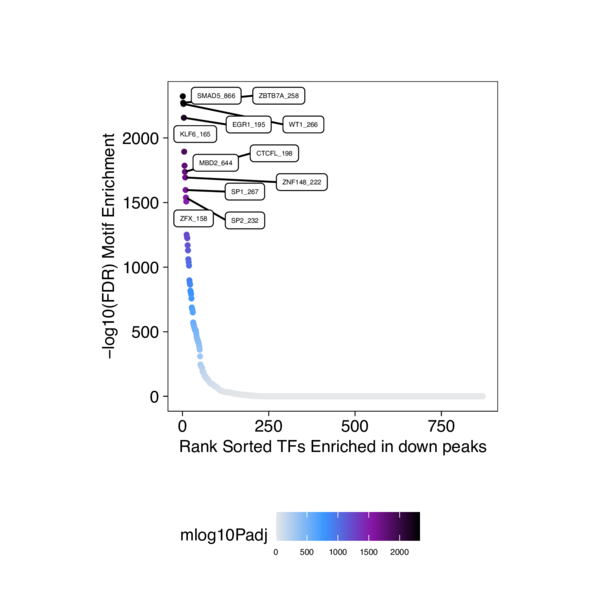 SMAD5_866 ZBTB7A_258
EGR1_195 WT1_266
KLF6_165
CTCFL_198
MBD2_644
ZNF148_222
SP1_267
ZFX_158 SP2_232
−log10(FDR) Motif Enrichment
2000
1500
1000
500
0
0 250 500 750
Rank Sorted TFs Enriched in down peaks
mlog10Padj
0 500 1000 1500 2000